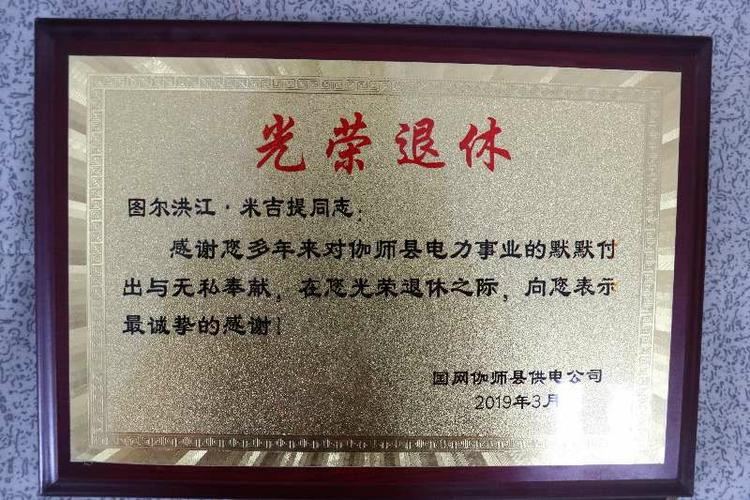 光荣退休
图尔洪江·米吉提同志：
感谢您多年来对伽师县电力事业的默默付
出与无私奉献，在您光荣退休之际，向您表示
最诚挚的感谢！
国网伽师县供电公司
2019年3月